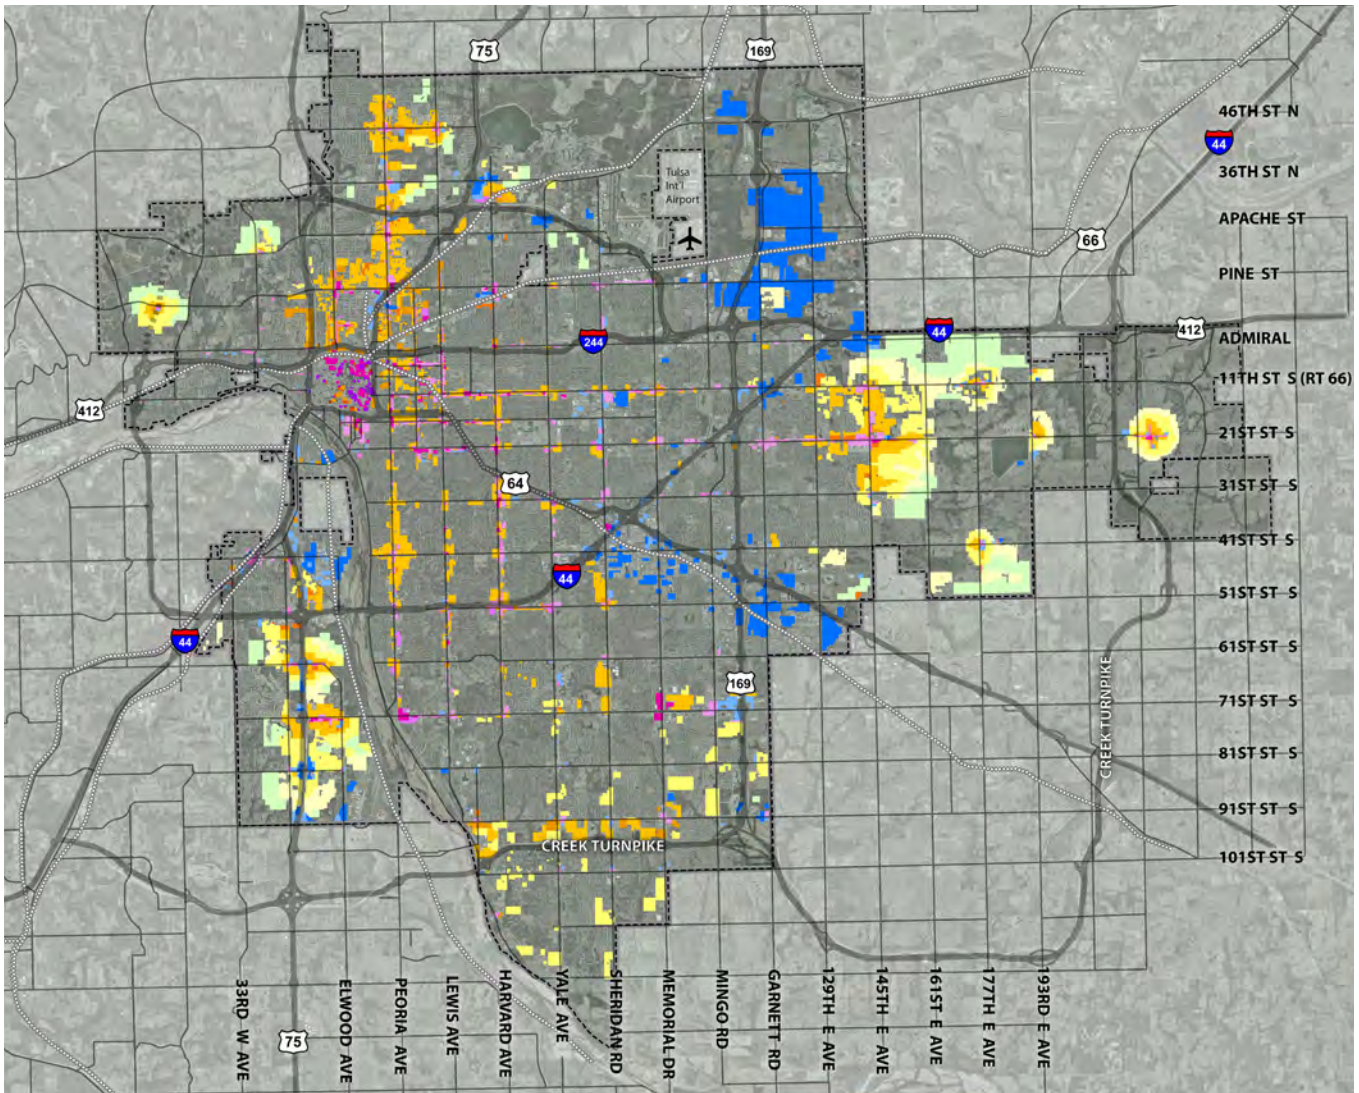 75
169
46TH ST N
44
36TH ST N
Tulsa
Int'l
Airport
APACHE ST
66
PINE ST
44
412
ADMIRAL
244
11TH ST S (RT 66)
412
21ST ST S
64
31ST ST S
41ST ST S
44
51ST ST S
44
61ST ST S
169
71ST ST S
CREEK TURNPIKE
81ST ST S
91ST ST S
CREEK TURNPIKE
101ST ST S
33RD W AVE
ELWOOD AVE
PEORIA AVE
LEWIS AVE
HARVARD AVE
YALE AVE
SHERIDAN RD
MEMORIAL DR
MINGO RD
GARNETT RD
129TH E AVE
145TH E AVE
161ST E AVE
177TH E AVE
193RD E AVE
75